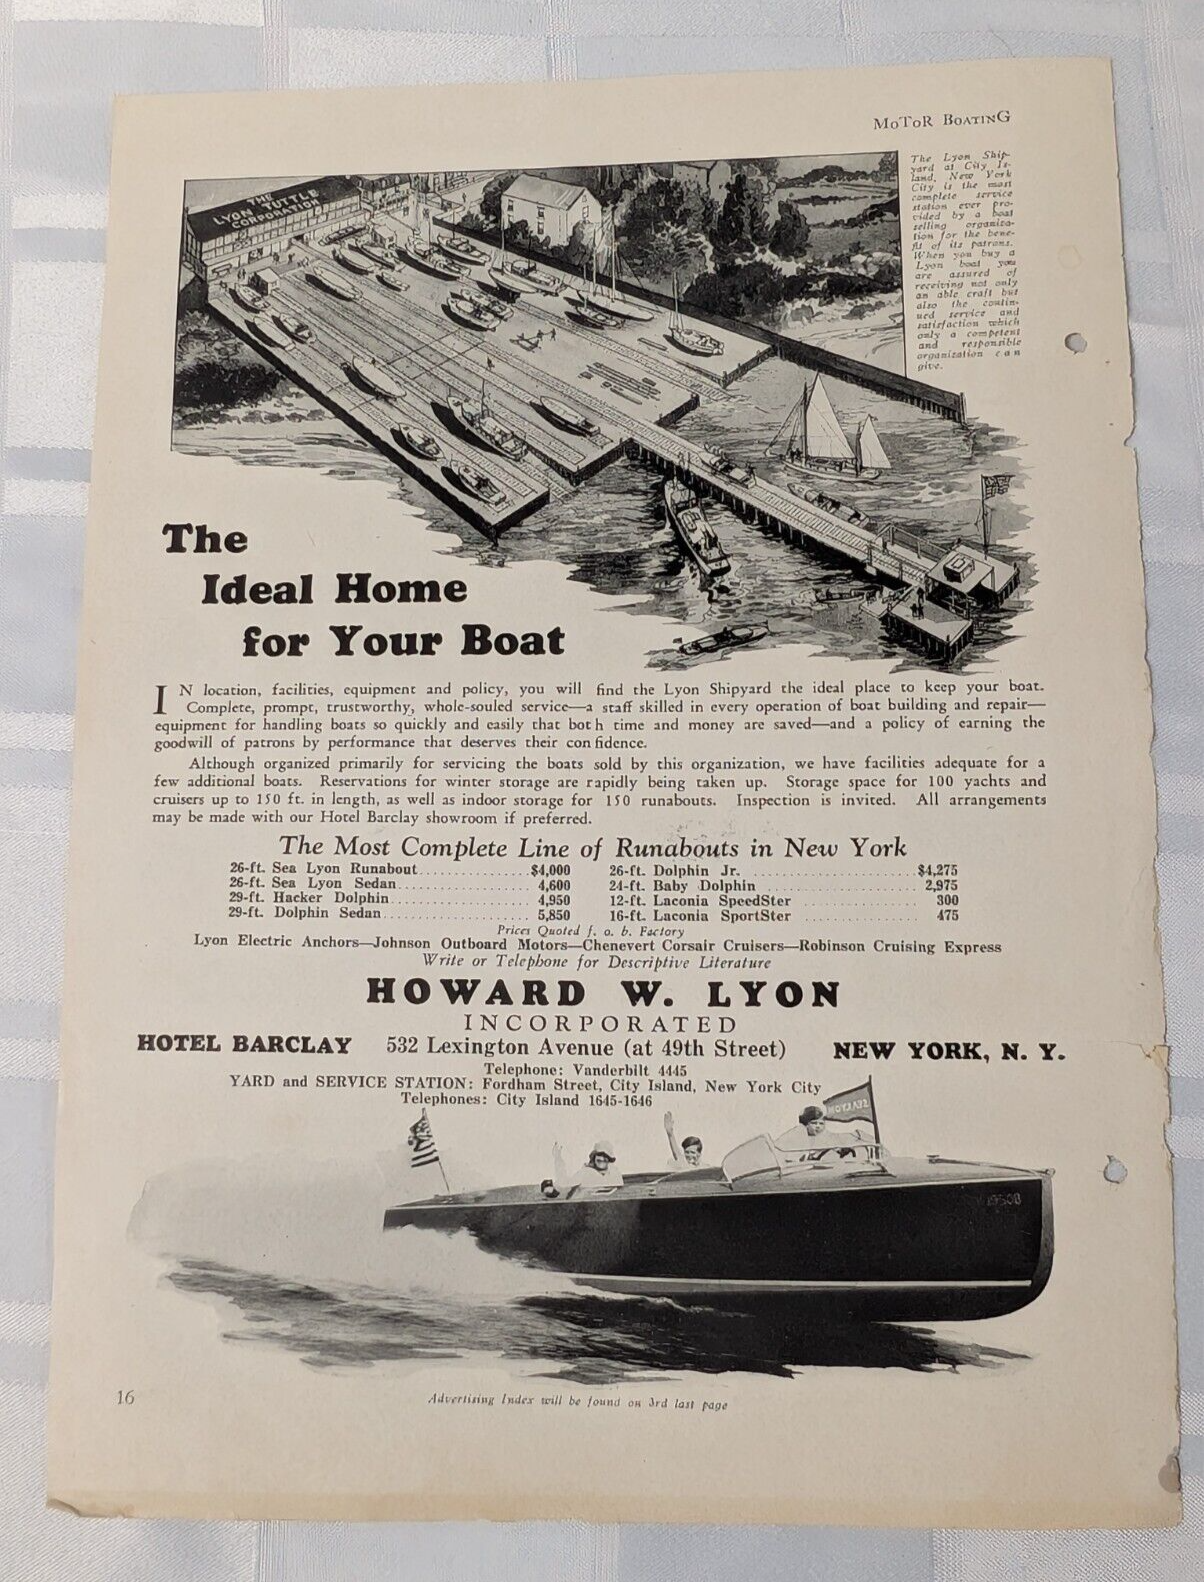 MoToR BoatinG
The Lyon Ship-
yard at City Is-
land, New York
City is the most
complete service
station ever pro-
vided by a boat
selling organiza-
tion for the bene-
fit of its patrons.
When you buy a
Lyon boat you
are assured of
receiving not only
an able craft but
also the contin-
ued service and
satisfaction which
only a competent
and responsible
organization can
give.
THE
LYON TUTTLE
CORPORATION
The
Ideal Home
for Your Boat
IN location, facilities, equipment and policy, you will find the Lyon Shipyard the ideal place to keep your boat.
Complete, prompt, trustworthy, whole-souled service—a staff skilled in every operation of boat building and repair—
equipment for handling boats so quickly and easily that both time and money are saved—and a policy of earning the
goodwill of patrons by performance that deserves their confidence.
Although organized primarily for servicing the boats sold by this organization, we have facilities adequate for a
few additional boats. Reservations for winter storage are rapidly being taken up. Storage space for 100 yachts and
cruisers up to 150 ft. in length, as well as indoor storage for 150 runabouts. Inspection is invited. All arrangements
may be made with our Hotel Barclay showroom if preferred.
The Most Complete Line of Runabouts in New York
26-ft. Sea Lyon Runabout................$4,000
26-ft. Sea Lyon Sedan................... 4,600
29-ft. Hacker Dolphin.................... 4,950
29-ft. Dolphin Sedan..................... 5,850
26-ft. Dolphin Jr. .......................$4,275
24-ft. Baby Dolphin ..................... 2,975
12-ft. Laconia SpeedSter ................ 300
16-ft. Laconia SportSter ................ 475
Prices Quoted f. o. b. Factory
Lyon Electric Anchors—Johnson Outboard Motors—Chenevert Corsair Cruisers—Robinson Cruising Express
Write or Telephone for Descriptive Literature
HOWARD W. LYON
INCORPORATED
HOTEL BARCLAY 532 Lexington Avenue (at 49th Street) NEW YORK, N. Y.
Telephone: Vanderbilt 4445
YARD and SERVICE STATION: Fordham Street, City Island, New York City
Telephones: City Island 1645-1646
SEA LYON
16
Advertising Index will be found on 3rd last page